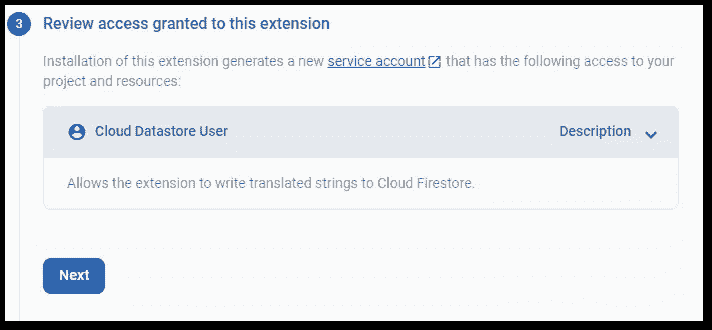 3 Review access granted to this extension
Installation of this extension generates a new service account that has the following access to your
project and resources:
Cloud Datastore User Description
Allows the extension to write translated strings to Cloud Firestore.
Next